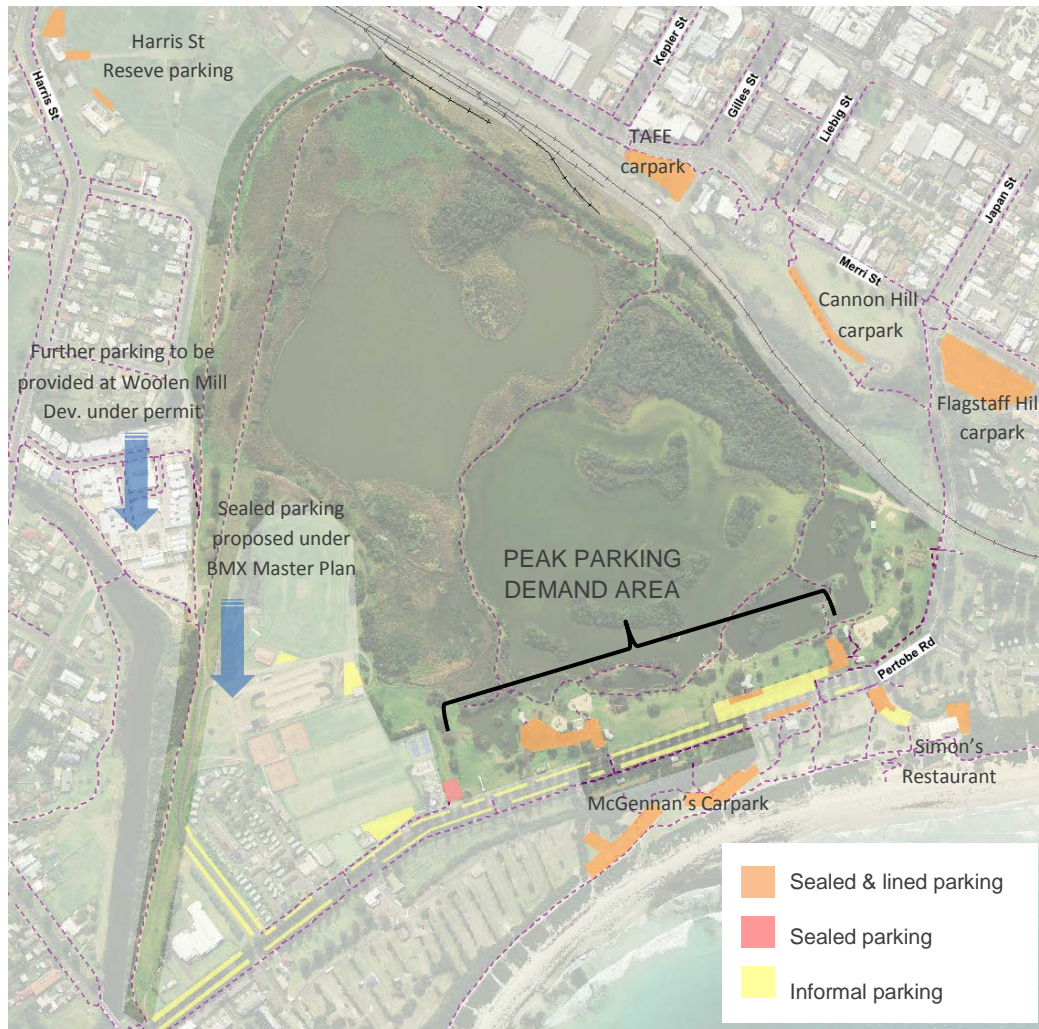 Harris St
Reseve parking
Harris St
Kepler St
Gilles St
Liebig St
TAFE
carpark
Japan St
Merri St
Cannon Hill
carpark
Flagstaff Hil
carpark
Further parking to be
provided at Woolen Mill
Dev. under permit
Sealed parking
proposed under
BMX Master Plan
PEAK PARKING
DEMAND AREA
Pertobe Rd
Simon's
Restaurant
McGennan's Carpark
Sealed & lined parking
Sealed parking
Informal parking